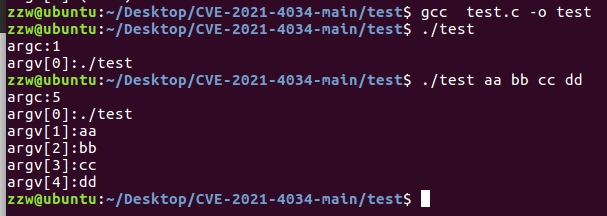 zzw@ubuntu:~/Desktop/CVE-2021-4034-main/test$ gcc  test.c -o test
zzw@ubuntu:~/Desktop/CVE-2021-4034-main/test$ ./test
argc:1
argv[0]:./test
zzw@ubuntu:~/Desktop/CVE-2021-4034-main/test$ ./test aa bb cc dd
argc:5
argv[0]:./test
argv[1]:aa
argv[2]:bb
argv[3]:cc
argv[4]:dd
zzw@ubuntu:~/Desktop/CVE-2021-4034-main/test$